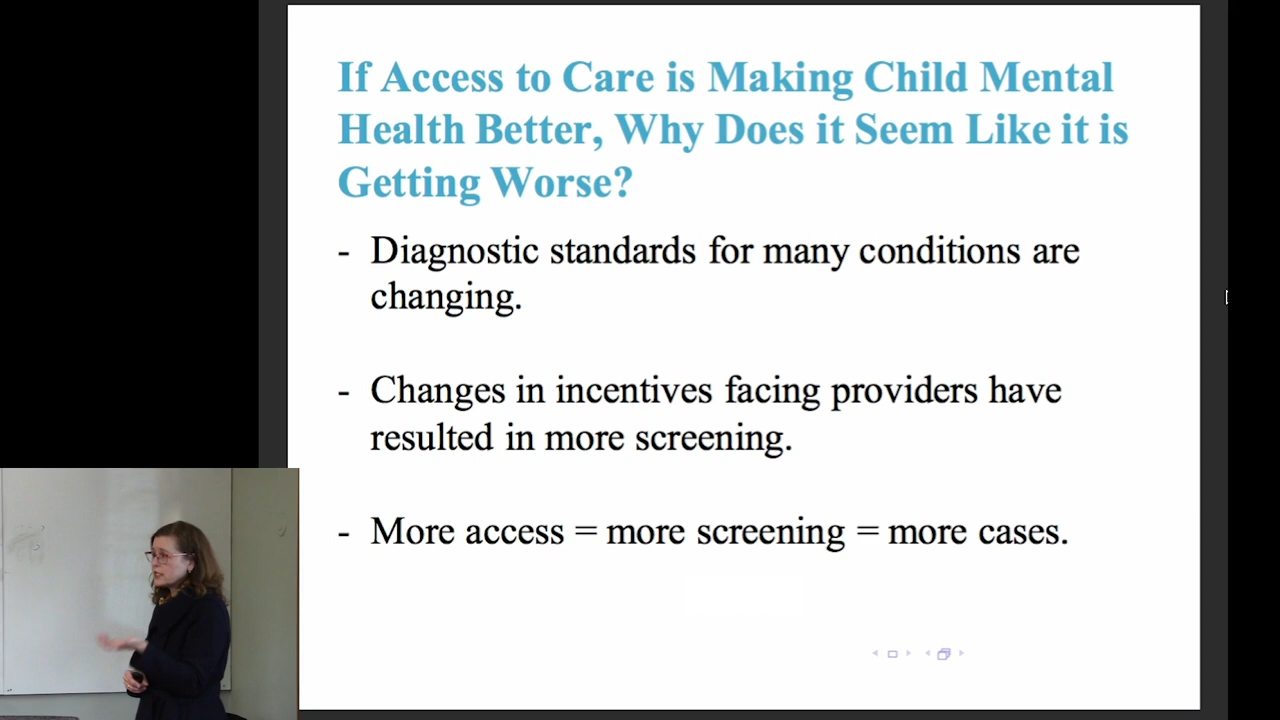 If Access to Care is Making Child Mental
Health Better, Why Does it Seem Like it is
Getting Worse?
- Diagnostic standards for many conditions are
changing.
- Changes in incentives facing providers have
resulted in more screening.
- More access = more screening = more cases.